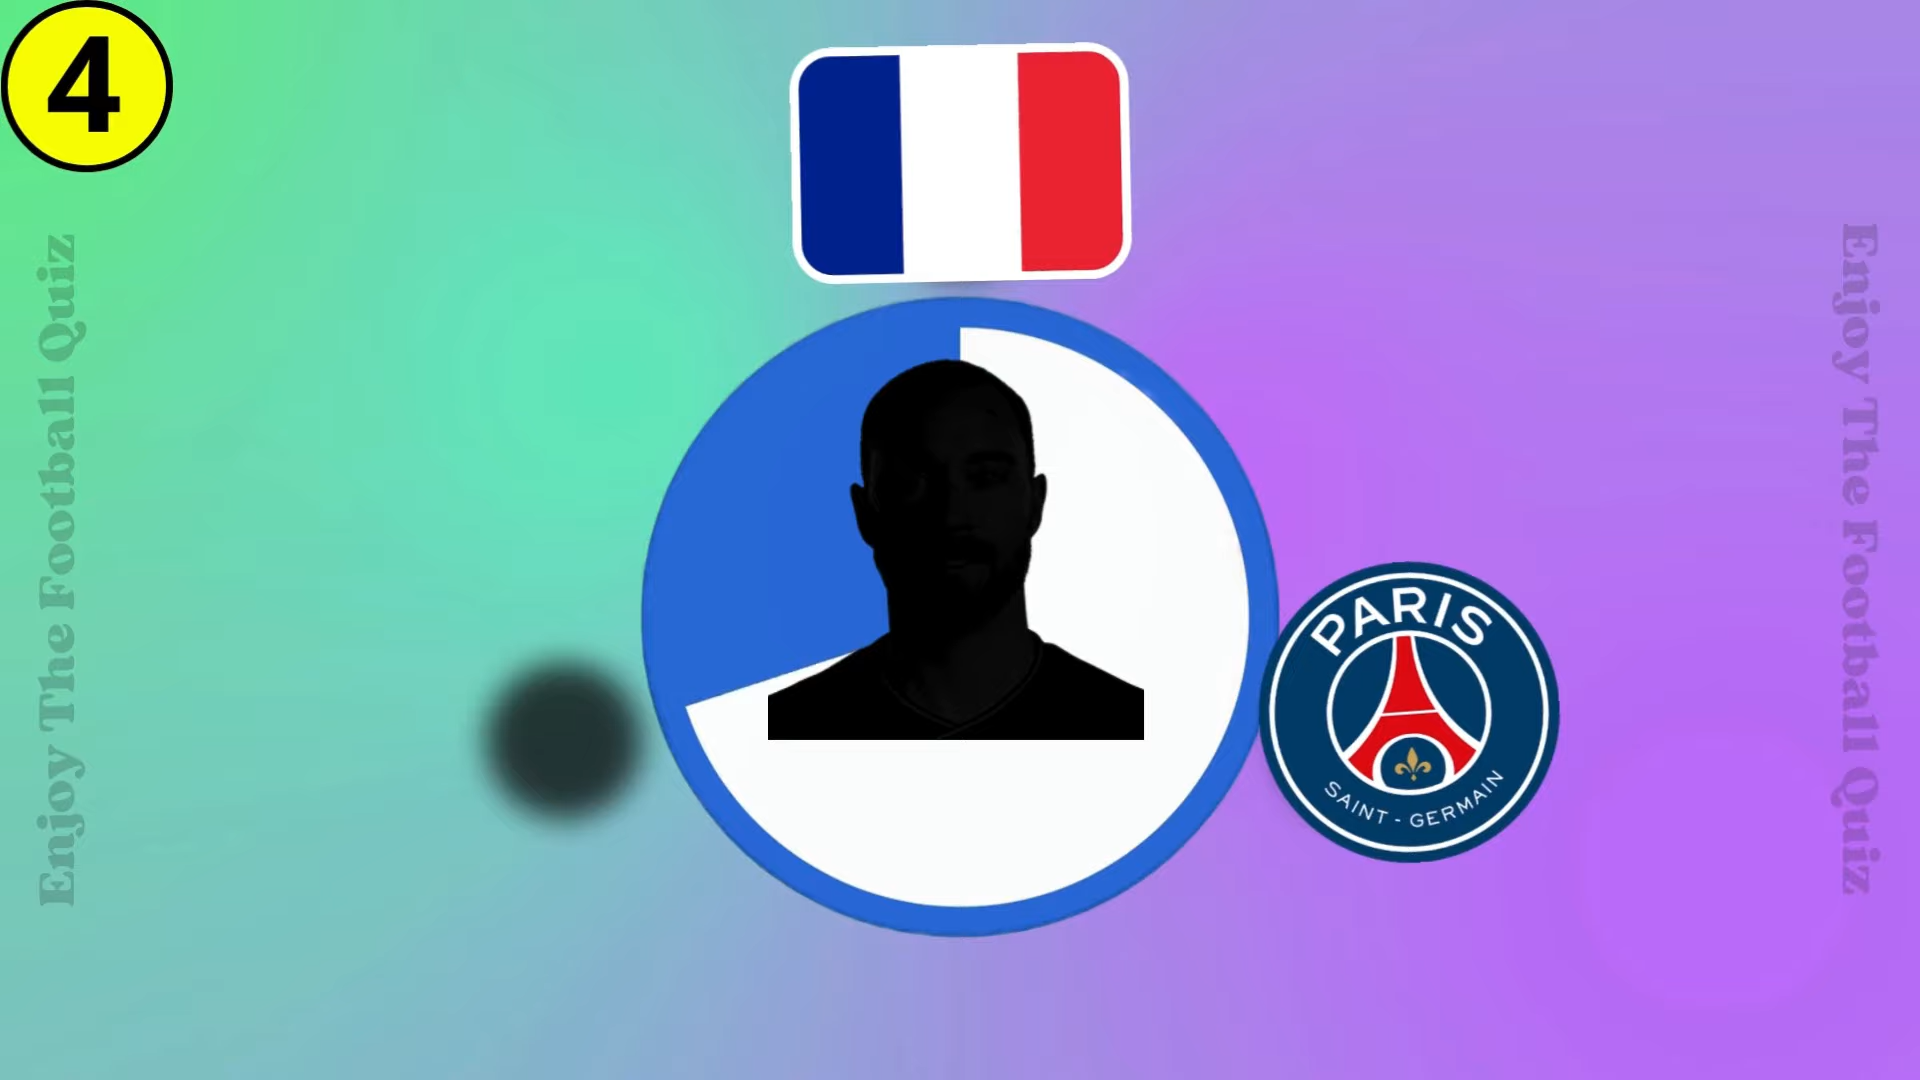 4
Enjoy The Football Quiz
Enjoy The Football Quiz
PARIS
SAINT - GERMAIN